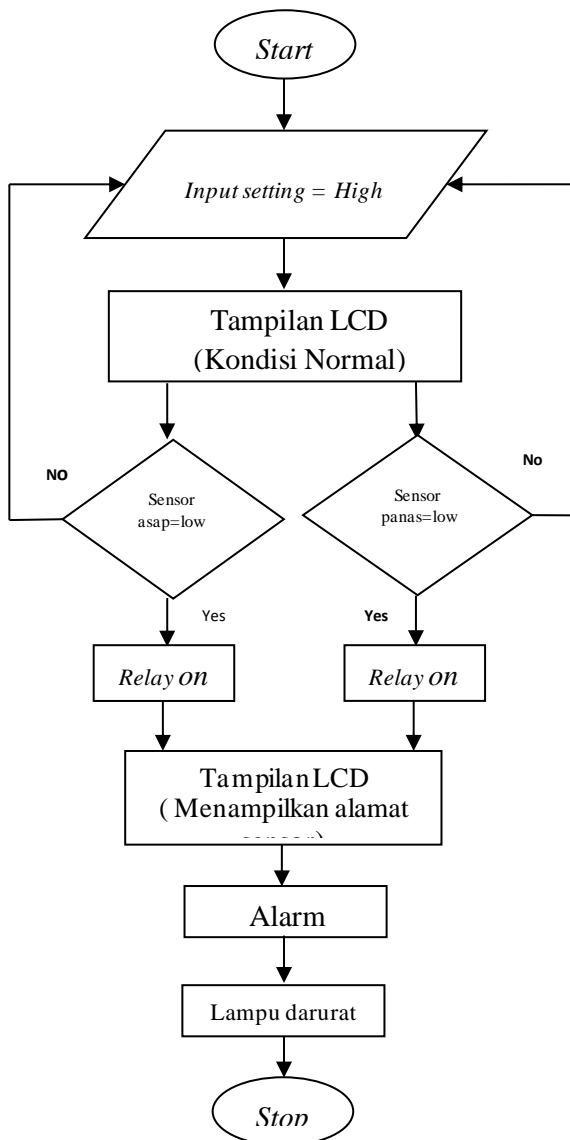 Start
Input setting = High
Tampilan LCD
(Kondisi Normal)
NO
No
Sensor
asap=low
Sensor
panas=low
Yes
Yes
Relay on
Relay on
Tampilan LCD
( Menampilkan alamat
sensor)
Alarm
Lampu darurat
Stop